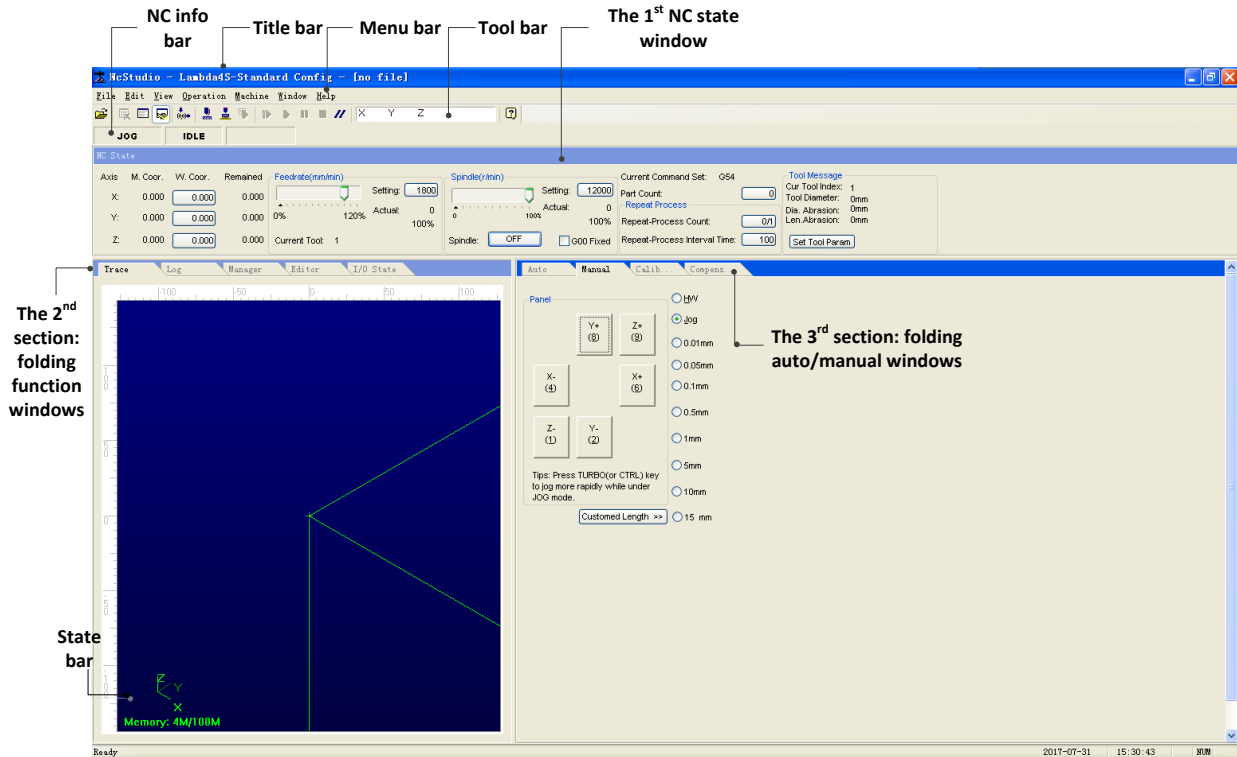 NC info
bar
Title bar
Menu bar
Tool bar
The 1st NC state
window
NcStudio - Lambda4S-Standard Config - [no file]
File Edit View Operation Machine Window Help
X Y Z
JOG IDLE
NC State
Axis M. Coor. W. Coor. Remained
X: 0.000 0.000 0.000
Y: 0.000 0.000 0.000
Z: 0.000 0.000 0.000
Feedrate(mm/min)
Setting: 1800
0% 120%
Actual: 0
100%
Current Tool: 1
Spindle(r/min)
Setting: 12000
0 100%
Actual: 0
100%
Spindle: OFF G00 Fixed
Current Command Set: G54
Part Count: 0
Repeat Process
Repeat-Process Count: 0/1
Repeat-Process Interval Time: 100
Tool Message
Cur Tool Index: 1
Tool Diameter: 0mm
Dia. Abrasion: 0mm
Len.Abrasion: 0mm
Set Tool Param
Trace Log Manager Editor I/O State
Auto Manual Calib... Compens.
-100 -50 0 50 100
100
50
0
-50
-100
Z
Y
X
Memory: 4M/100M
Panel
Y+
(8)
Z+
(9)
X-
(4)
X+
(6)
Z-
(1)
Y-
(2)
Tips: Press TURBO(or CTRL) key
to jog more rapidly while under
JOG mode.
Customed Length >>
HW
Jog
0.01mm
0.05mm
0.1mm
0.5mm
1mm
5mm
10mm
15 mm
The 2nd
section:
folding
function
windows
The 3rd section: folding
auto/manual windows
State
bar
Ready 2017-07-31 15:30:43 NUM